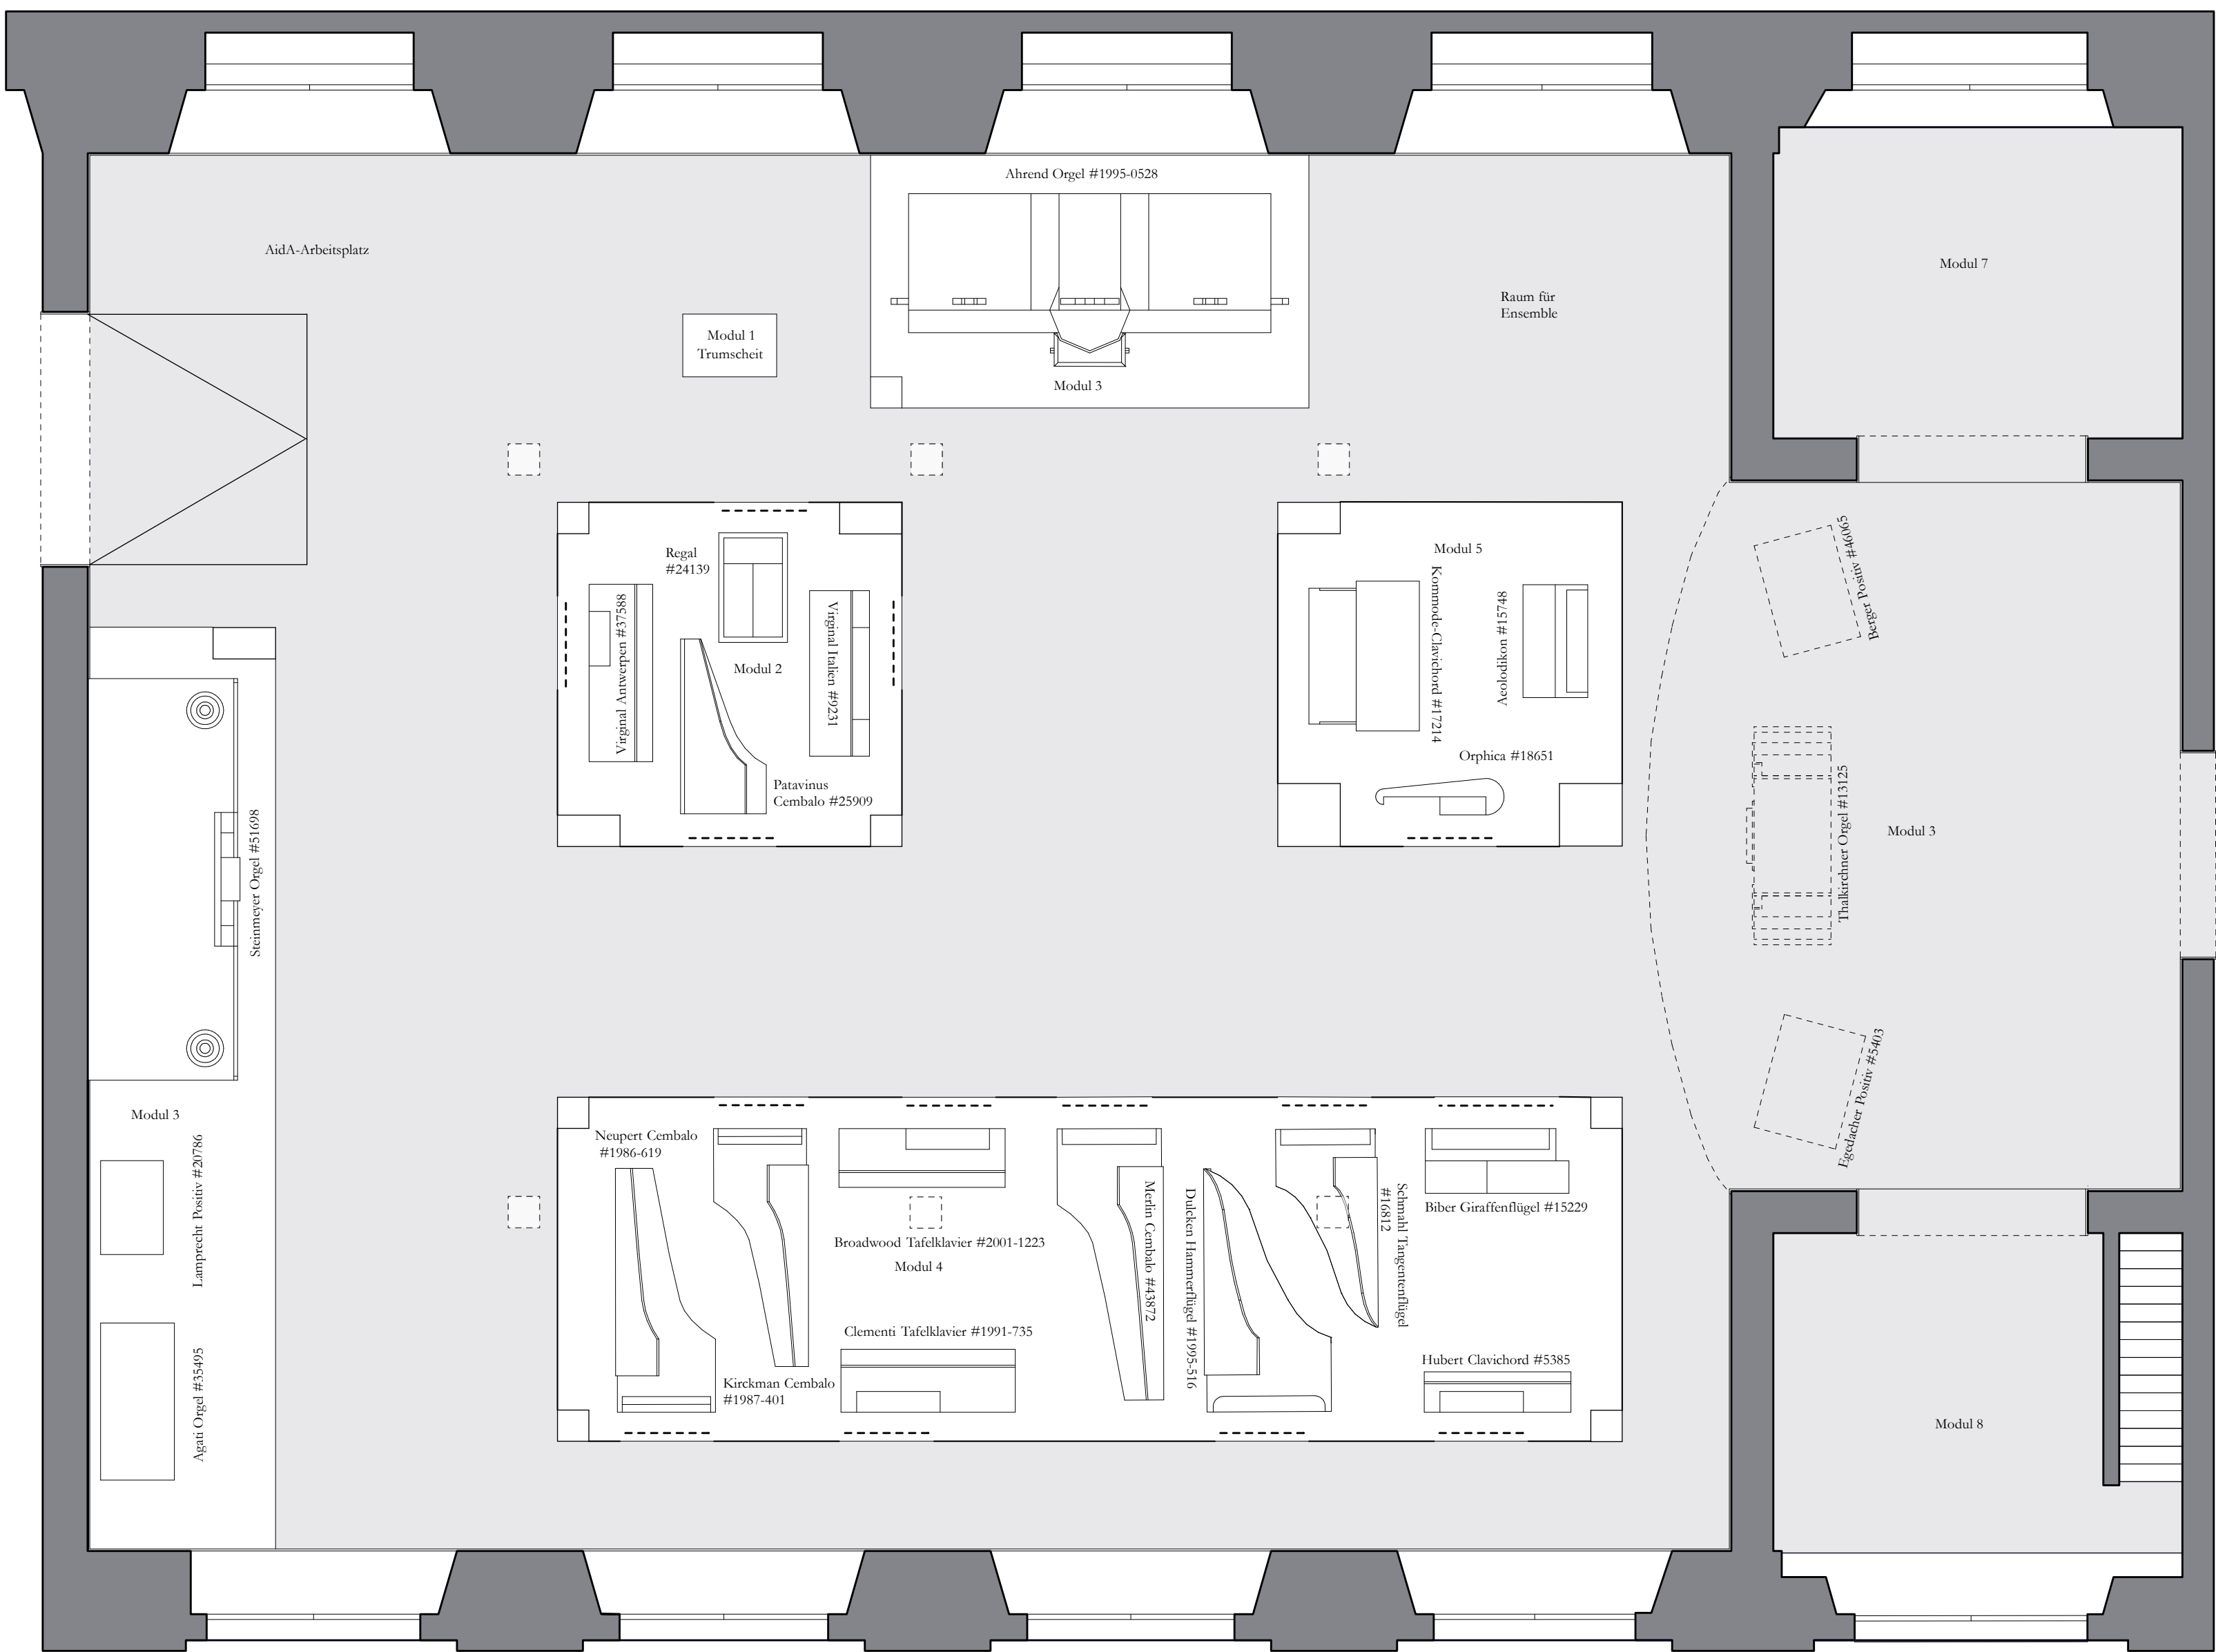 Ahrend Orgel #1995-0528
AidA-Arbeitsplatz
Modul 7
Raum für
Ensemble
Modul 1
Trumscheit
Modul 3
Regal
#24139
Virginal Antwerpen #37588
Virginal Italien #9231
Modul 2
Patavinus
Cembalo #25909
Modul 5
Kommode-Clavichord #17214
Aeolodikon #15748
Orphica #18651
Berger Positiv #46065
Thalkirchner Orgel #13125
Modul 3
Egedacher Positiv #5403
Steinmeyer Orgel #51698
Modul 3
Lamprecht Positiv #20786
Agati Orgel #35495
Neupert Cembalo
#1986-619
Kirckman Cembalo
#1987-401
Broadwood Tafelklavier #2001-1223
Modul 4
Clementi Tafelklavier #1991-735
Merlin Cembalo #43872
Dulcken Hammerflügel #1995-516
Schmahl Tangentenflügel
#16812
Biber Giraffenflügel #15229
Hubert Clavichord #5385
Modul 8